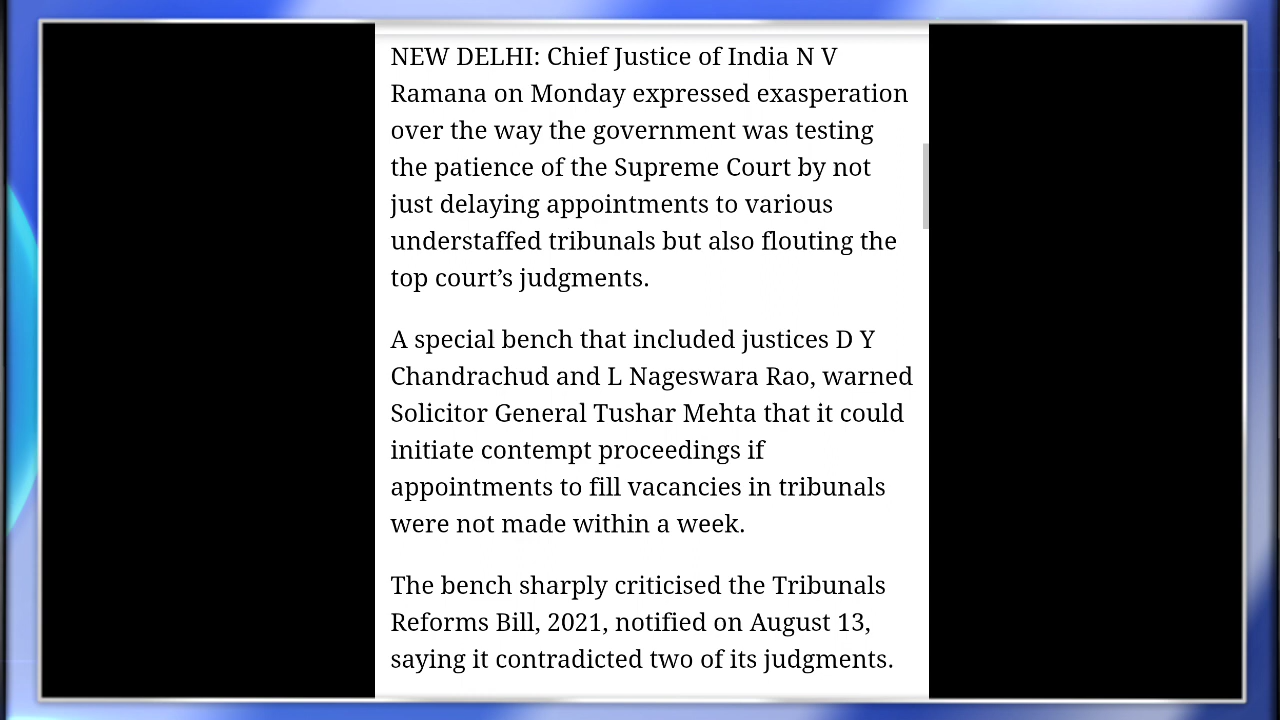 NEW DELHI: Chief Justice of India N V
Ramana on Monday expressed exasperation
over the way the government was testing
the patience of the Supreme Court by not
just delaying appointments to various
understaffed tribunals but also flouting the
top court’s judgments.
A special bench that included justices D Y
Chandrachud and L Nageswara Rao, warned
Solicitor General Tushar Mehta that it could
initiate contempt proceedings if
appointments to fill vacancies in tribunals
were not made within a week.
The bench sharply criticised the Tribunals
Reforms Bill, 2021, notified on August 13,
saying it contradicted two of its judgments.